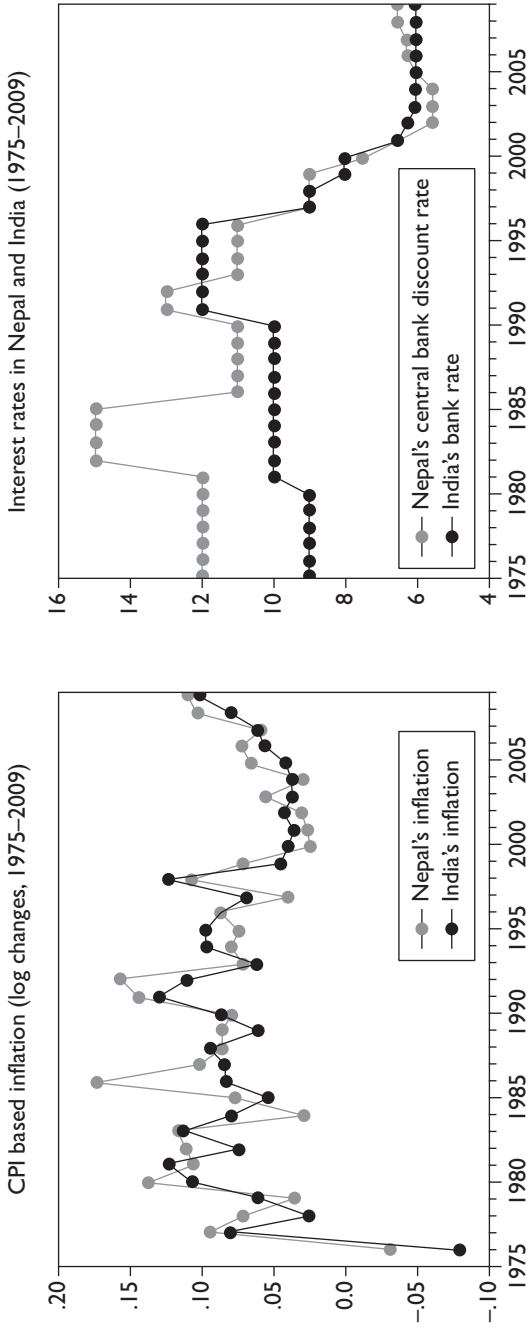 CPI based inflation (log changes, 1975–2009)
.20
.15
.10
.05
0.0
–.05
–.10
1975 1980 1985 1990 1995 2000 2005
Nepal's inflation
India's inflation
Interest rates in Nepal and India (1975–2009)
16
14
12
10
8
6
4
1975 1980 1985 1990 1995 2000 2005
Nepal's central bank discount rate
India's bank rate